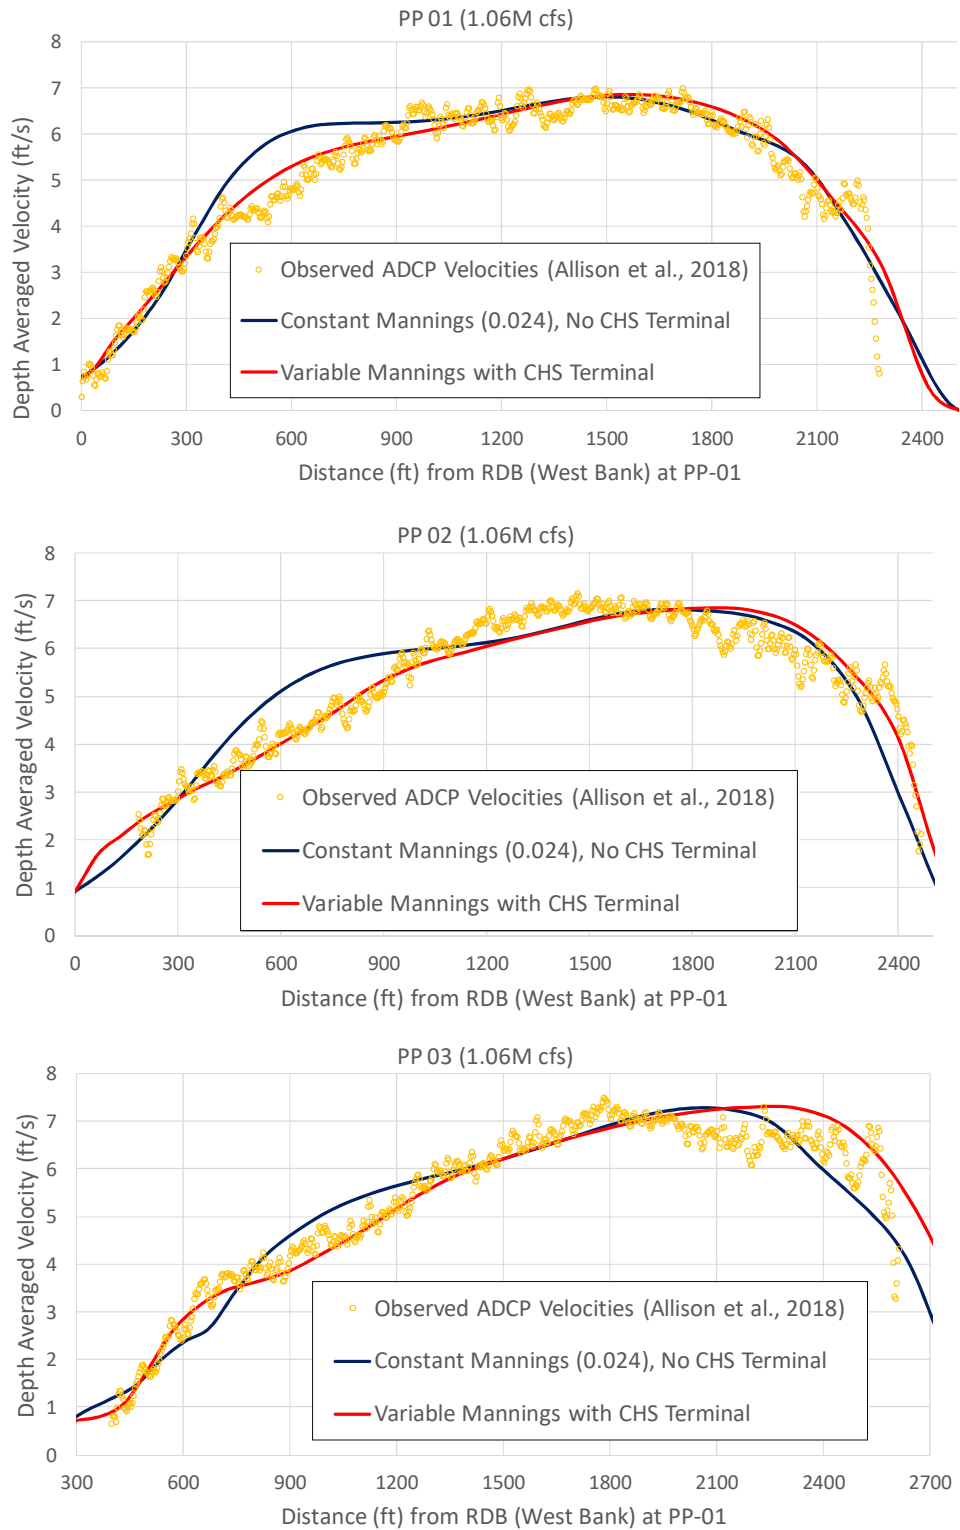 PP 01 (1.06M cfs)
8
7
6
5
4
3
2
1
0
Depth Averaged Velocity (ft/s)
Observed ADCP Velocities (Allison et al., 2018)
Constant Mannings (0.024), No CHS Terminal
Variable Mannings with CHS Terminal
0 300 600 900 1200 1500 1800 2100 2400
Distance (ft) from RDB (West Bank) at PP-01
PP 02 (1.06M cfs)
8
7
6
5
4
3
2
1
0
Depth Averaged Velocity (ft/s)
Observed ADCP Velocities (Allison et al., 2018)
Constant Mannings (0.024), No CHS Terminal
Variable Mannings with CHS Terminal
0 300 600 900 1200 1500 1800 2100 2400
Distance (ft) from RDB (West Bank) at PP-01
PP 03 (1.06M cfs)
8
7
6
5
4
3
2
1
0
Depth Averaged Velocity (ft/s)
Observed ADCP Velocities (Allison et al., 2018)
Constant Mannings (0.024), No CHS Terminal
Variable Mannings with CHS Terminal
300 600 900 1200 1500 1800 2100 2400 2700
Distance (ft) from RDB (West Bank) at PP-01